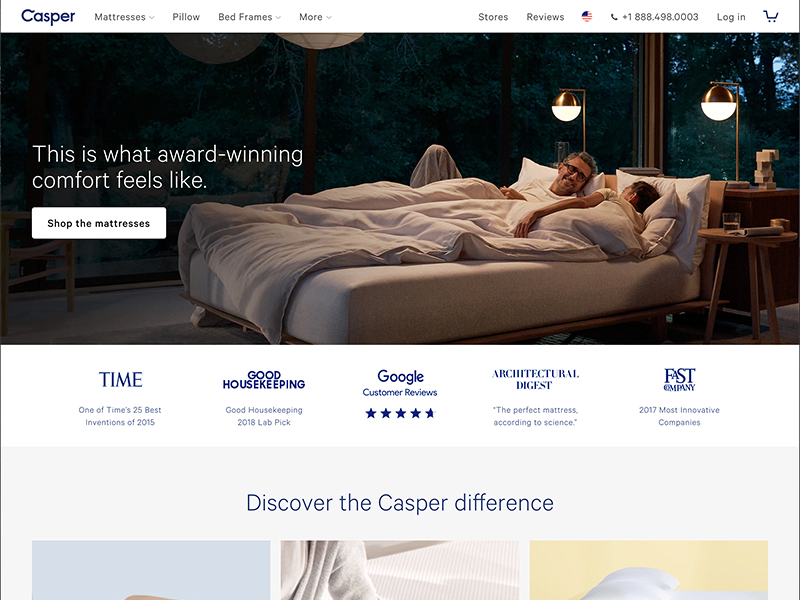 Casper Mattresses Pillow Bed Frames More Stores Reviews +1 888.498.0003 Log in
This is what award-winning
comfort feels like.
Shop the mattresses
TIME
One of Time's 25 Best
Inventions of 2015
GOOD
HOUSEKEEPING
Good Housekeeping
2018 Lab Pick
Google
Customer Reviews
ARCHITECTURAL
DIGEST
"The perfect mattress,
according to science."
FAST
COMPANY
2017 Most Innovative
Companies
Discover the Casper difference